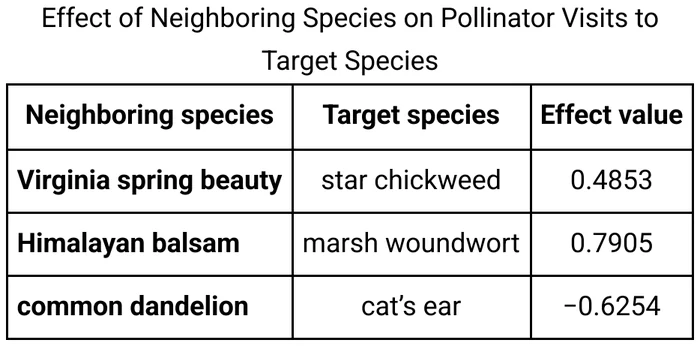 Effect of Neighboring Species on Pollinator Visits to
Target Species
Neighboring species Target species Effect value
Virginia spring beauty star chickweed 0.4853
Himalayan balsam marsh woundwort 0.7905
common dandelion cat’s ear −0.6254